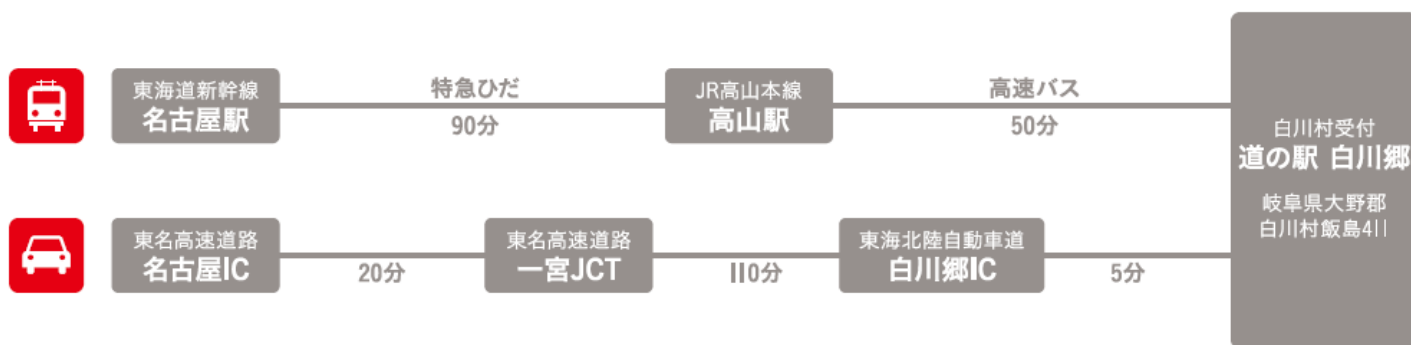 東海道新幹線
名古屋駅
特急ひだ
90分
JR高山本線
高山駅
高速バス
50分
東名高速道路
名古屋IC
20分
東名高速道路
一宮JCT
110分
東海北陸自動車道
白川郷IC
5分
白川村受付
道の駅 白川郷
岐阜県大野郡
白川村飯島411